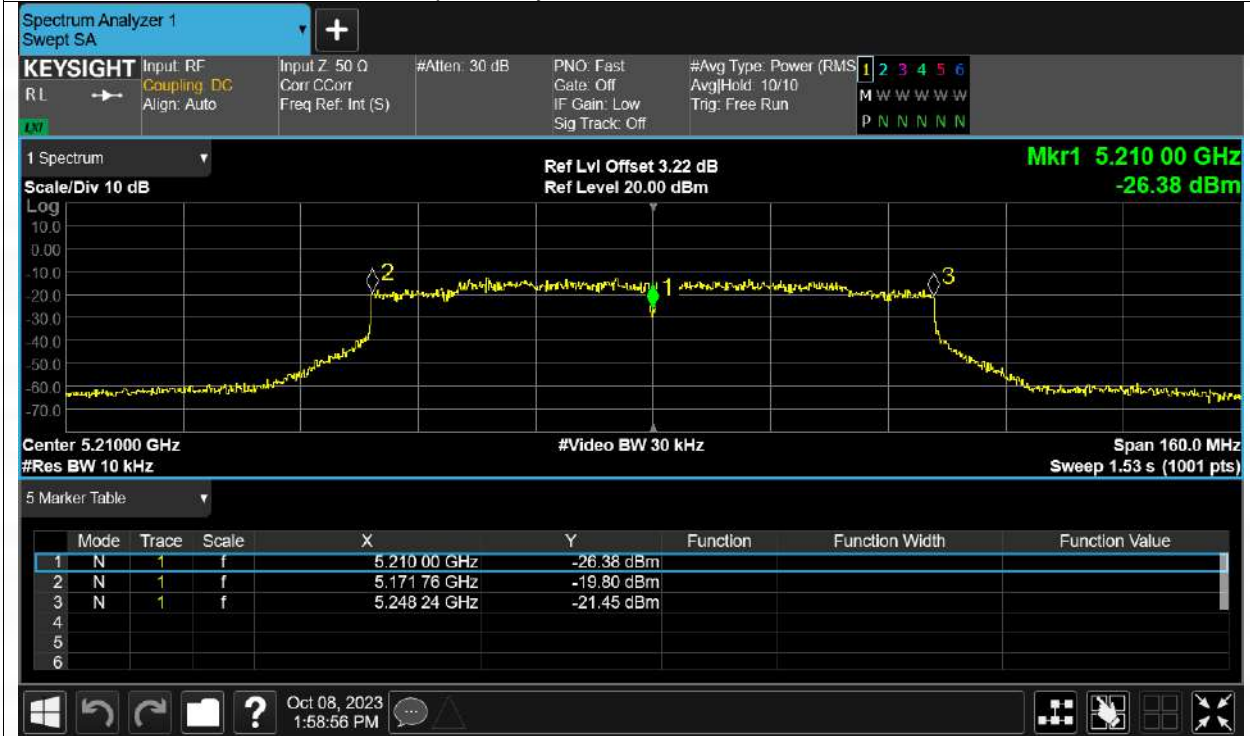 Spectrum Analyzer 1
Swept SA
+
KEYSIGHT Input: RF Input Z: 50 Ω #Atten: 30 dB PNO: Fast #Avg Type: Power (RMS 1 2 3 4 5 6
RL Coupling: DC Corr CCorr Gate: Off Avg|Hold: 10/10 M W W W W W
Align: Auto Freq Ref: Int (S) IF Gain: Low Trig: Free Run
LXI Sig Track: Off P N N N N N
1 Spectrum Ref Lvl Offset 3.22 dB Mkr1 5.210 00 GHz
Scale/Div 10 dB Ref Level 20.00 dBm -26.38 dBm
Log
10.0
0.00
-10.0
-20.0
-30.0
-40.0
-50.0
-60.0
-70.0
2
1
3
Center 5.21000 GHz #Video BW 30 kHz Span 160.0 MHz
#Res BW 10 kHz Sweep 1.53 s (1001 pts)
5 Marker Table
Mode Trace Scale X Y Function Function Width Function Value
1 N 1 f 5.210 00 GHz -26.38 dBm
2 N 1 f 5.171 76 GHz -19.80 dBm
3 N 1 f 5.248 24 GHz -21.45 dBm
4
5
6
? Oct 08, 2023
1:58:56 PM